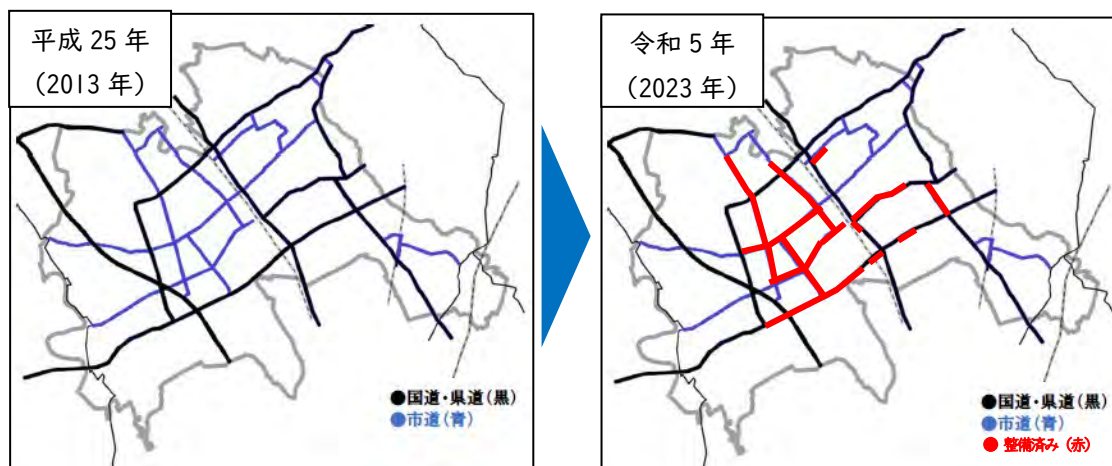 平成 25 年
(2013 年)
●国道・県道(黒)
●市道(青)
令和 5 年
(2023 年)
●国道・県道(黒)
●市道(青)
●整備済み(赤)